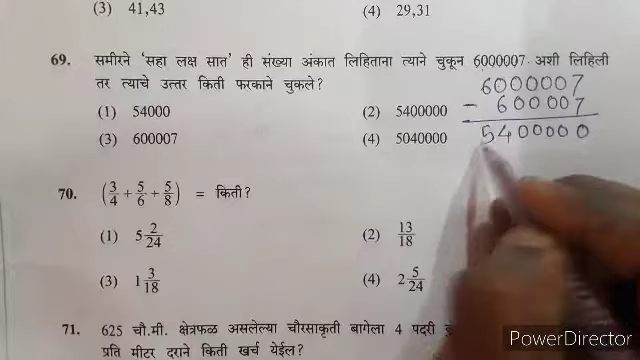 (3) 41,43 (4) 29,31
69. समीरने 'सहा लक्ष सात' ही संख्या अंकात लिहिताना त्याने चुकून 6000007 अशी लिहिली
तर त्याचे उत्तर किती फरकाने चुकले?
6000007
(1) 54000 (2) 5400000
- 600007
(3) 600007 (4) 5040000
5400000
70. (3/4 + 5/6 + 5/8) = किती?
(1) 5 2/24 (2) 13/18
(3) 1 3/18 (4) 2 5/24
71. 625 चौ.मी. क्षेत्रफळ असलेल्या चौरसाकृती बागेला 4 पदरी
प्रति मीटर दराने किती खर्च येईल?
PowerDirector